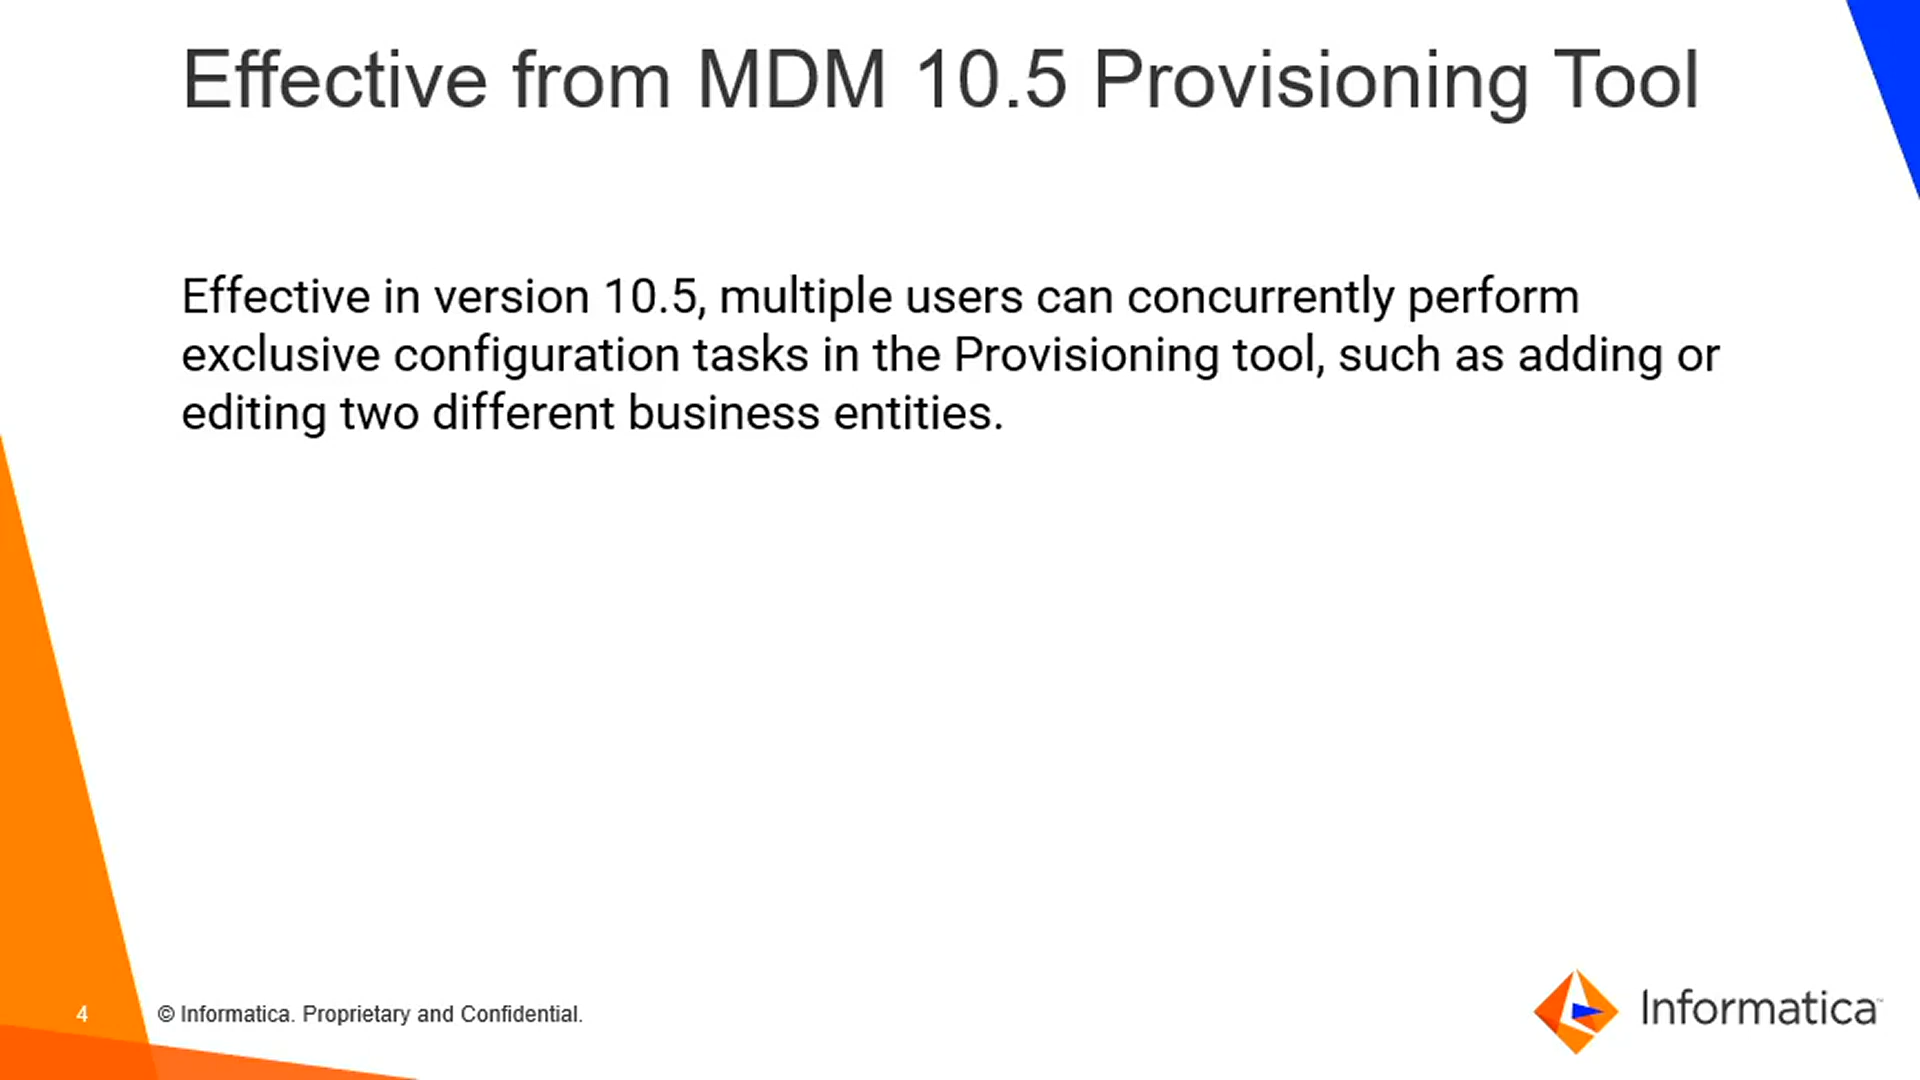 Effective from MDM 10.5 Provisioning Tool
Effective in version 10.5, multiple users can concurrently perform
exclusive configuration tasks in the Provisioning tool, such as adding or
editing two different business entities.
4
© Informatica. Proprietary and Confidential.
Informatica™